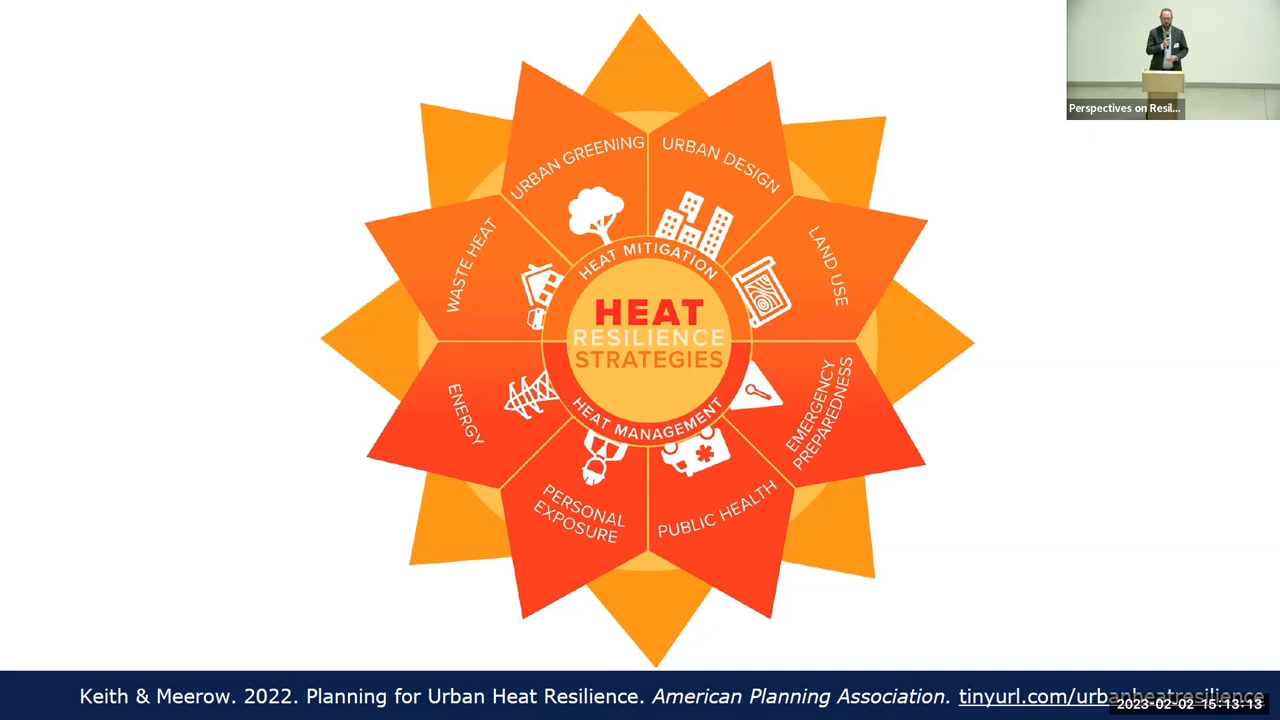 Perspectives on Resil...
URBAN GREENING
URBAN DESIGN
WASTE HEAT
LAND USE
HEAT MITIGATION
HEAT
RESILIENCE
STRATEGIES
HEAT MANAGEMENT
ENERGY
EMERGENCY
PREPAREDNESS
PERSONAL
EXPOSURE
PUBLIC HEALTH
Keith & Meerow. 2022. Planning for Urban Heat Resilience. American Planning Association. tinyurl.com/urbanheatresilience
2023-02-02 15:13:13